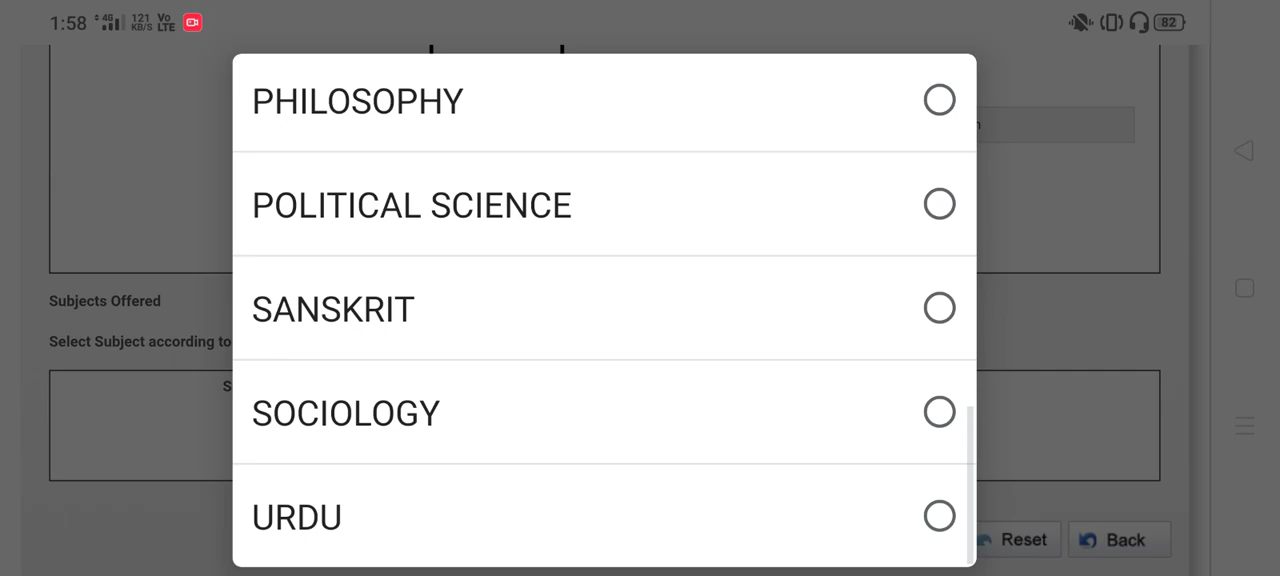 1:58 4G 121 KB/S Vo LTE 82
PHILOSOPHY
POLITICAL SCIENCE
SANSKRIT
Subjects Offered
Select Subject according to
S
SOCIOLOGY
URDU
Reset Back